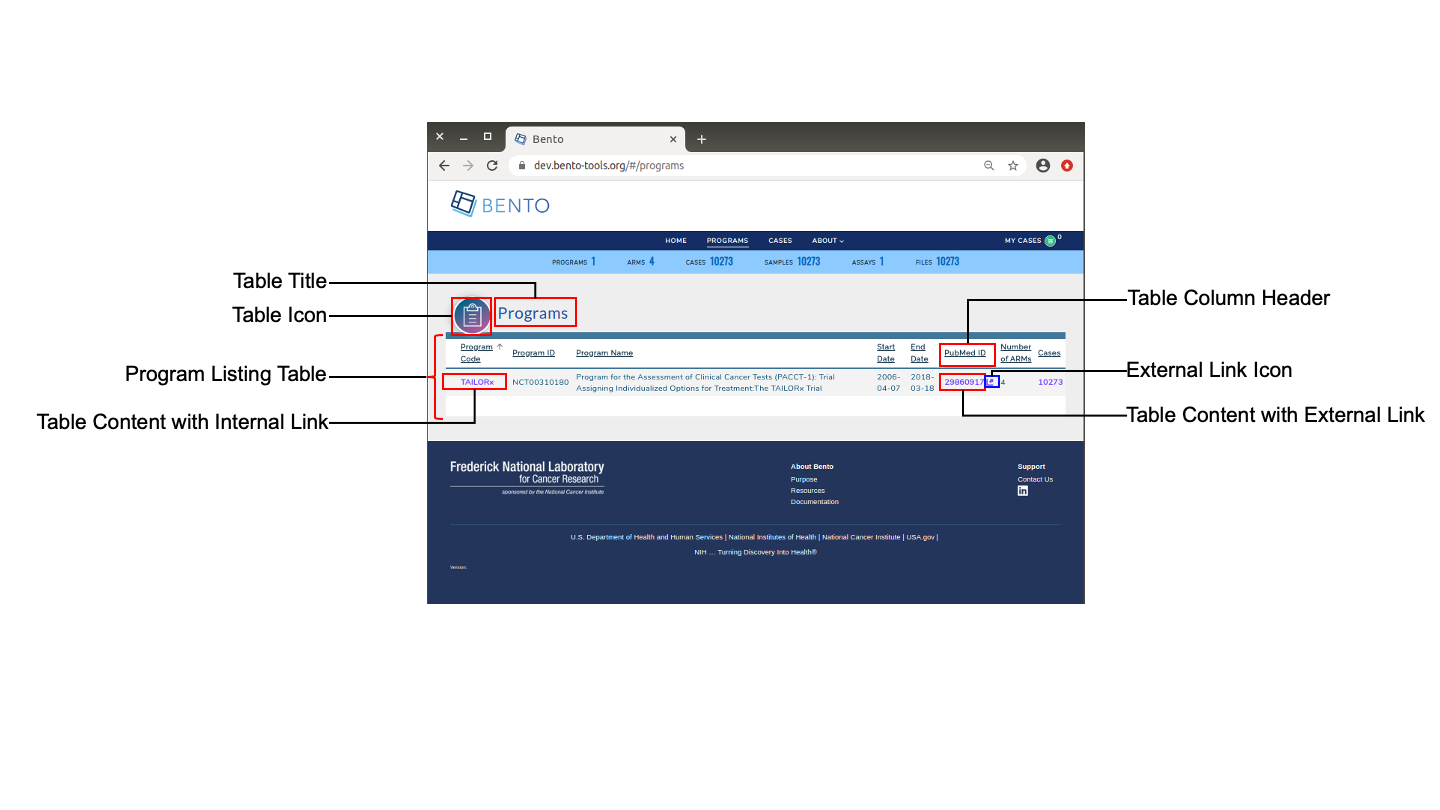 Bento
dev.bento-tools.org/#/programs
BENTO
HOME PROGRAMS CASES ABOUT MY CASES 0
PROGRAMS 1 ARMS 4 CASES 10273 SAMPLES 10273 ASSAYS 1 FILES 10273
Table Title
Table Icon
Programs
Table Column Header
Program Listing Table
Program Code Program ID Program Name Start Date End Date PubMed ID Number of ARMs Cases
External Link Icon
TAILORx NCT00310180 Program for the Assessment of Clinical Cancer Tests (PACCT-1): Trial 2006- 2018- 4 10273
Assigning Individualized Options for Treatment:The TAILORx Trial 04-07 03-18
29860917
Table Content with Internal Link
Table Content with External Link
Frederick National Laboratory
for Cancer Research
sponsored by the National Cancer Institute
About Bento
Purpose
Resources
Documentation
Support
Contact Us
in
U.S. Department of Health and Human Services | National Institutes of Health | National Cancer Institute | USA.gov |
NIH … Turning Discovery Into Health®
Version: